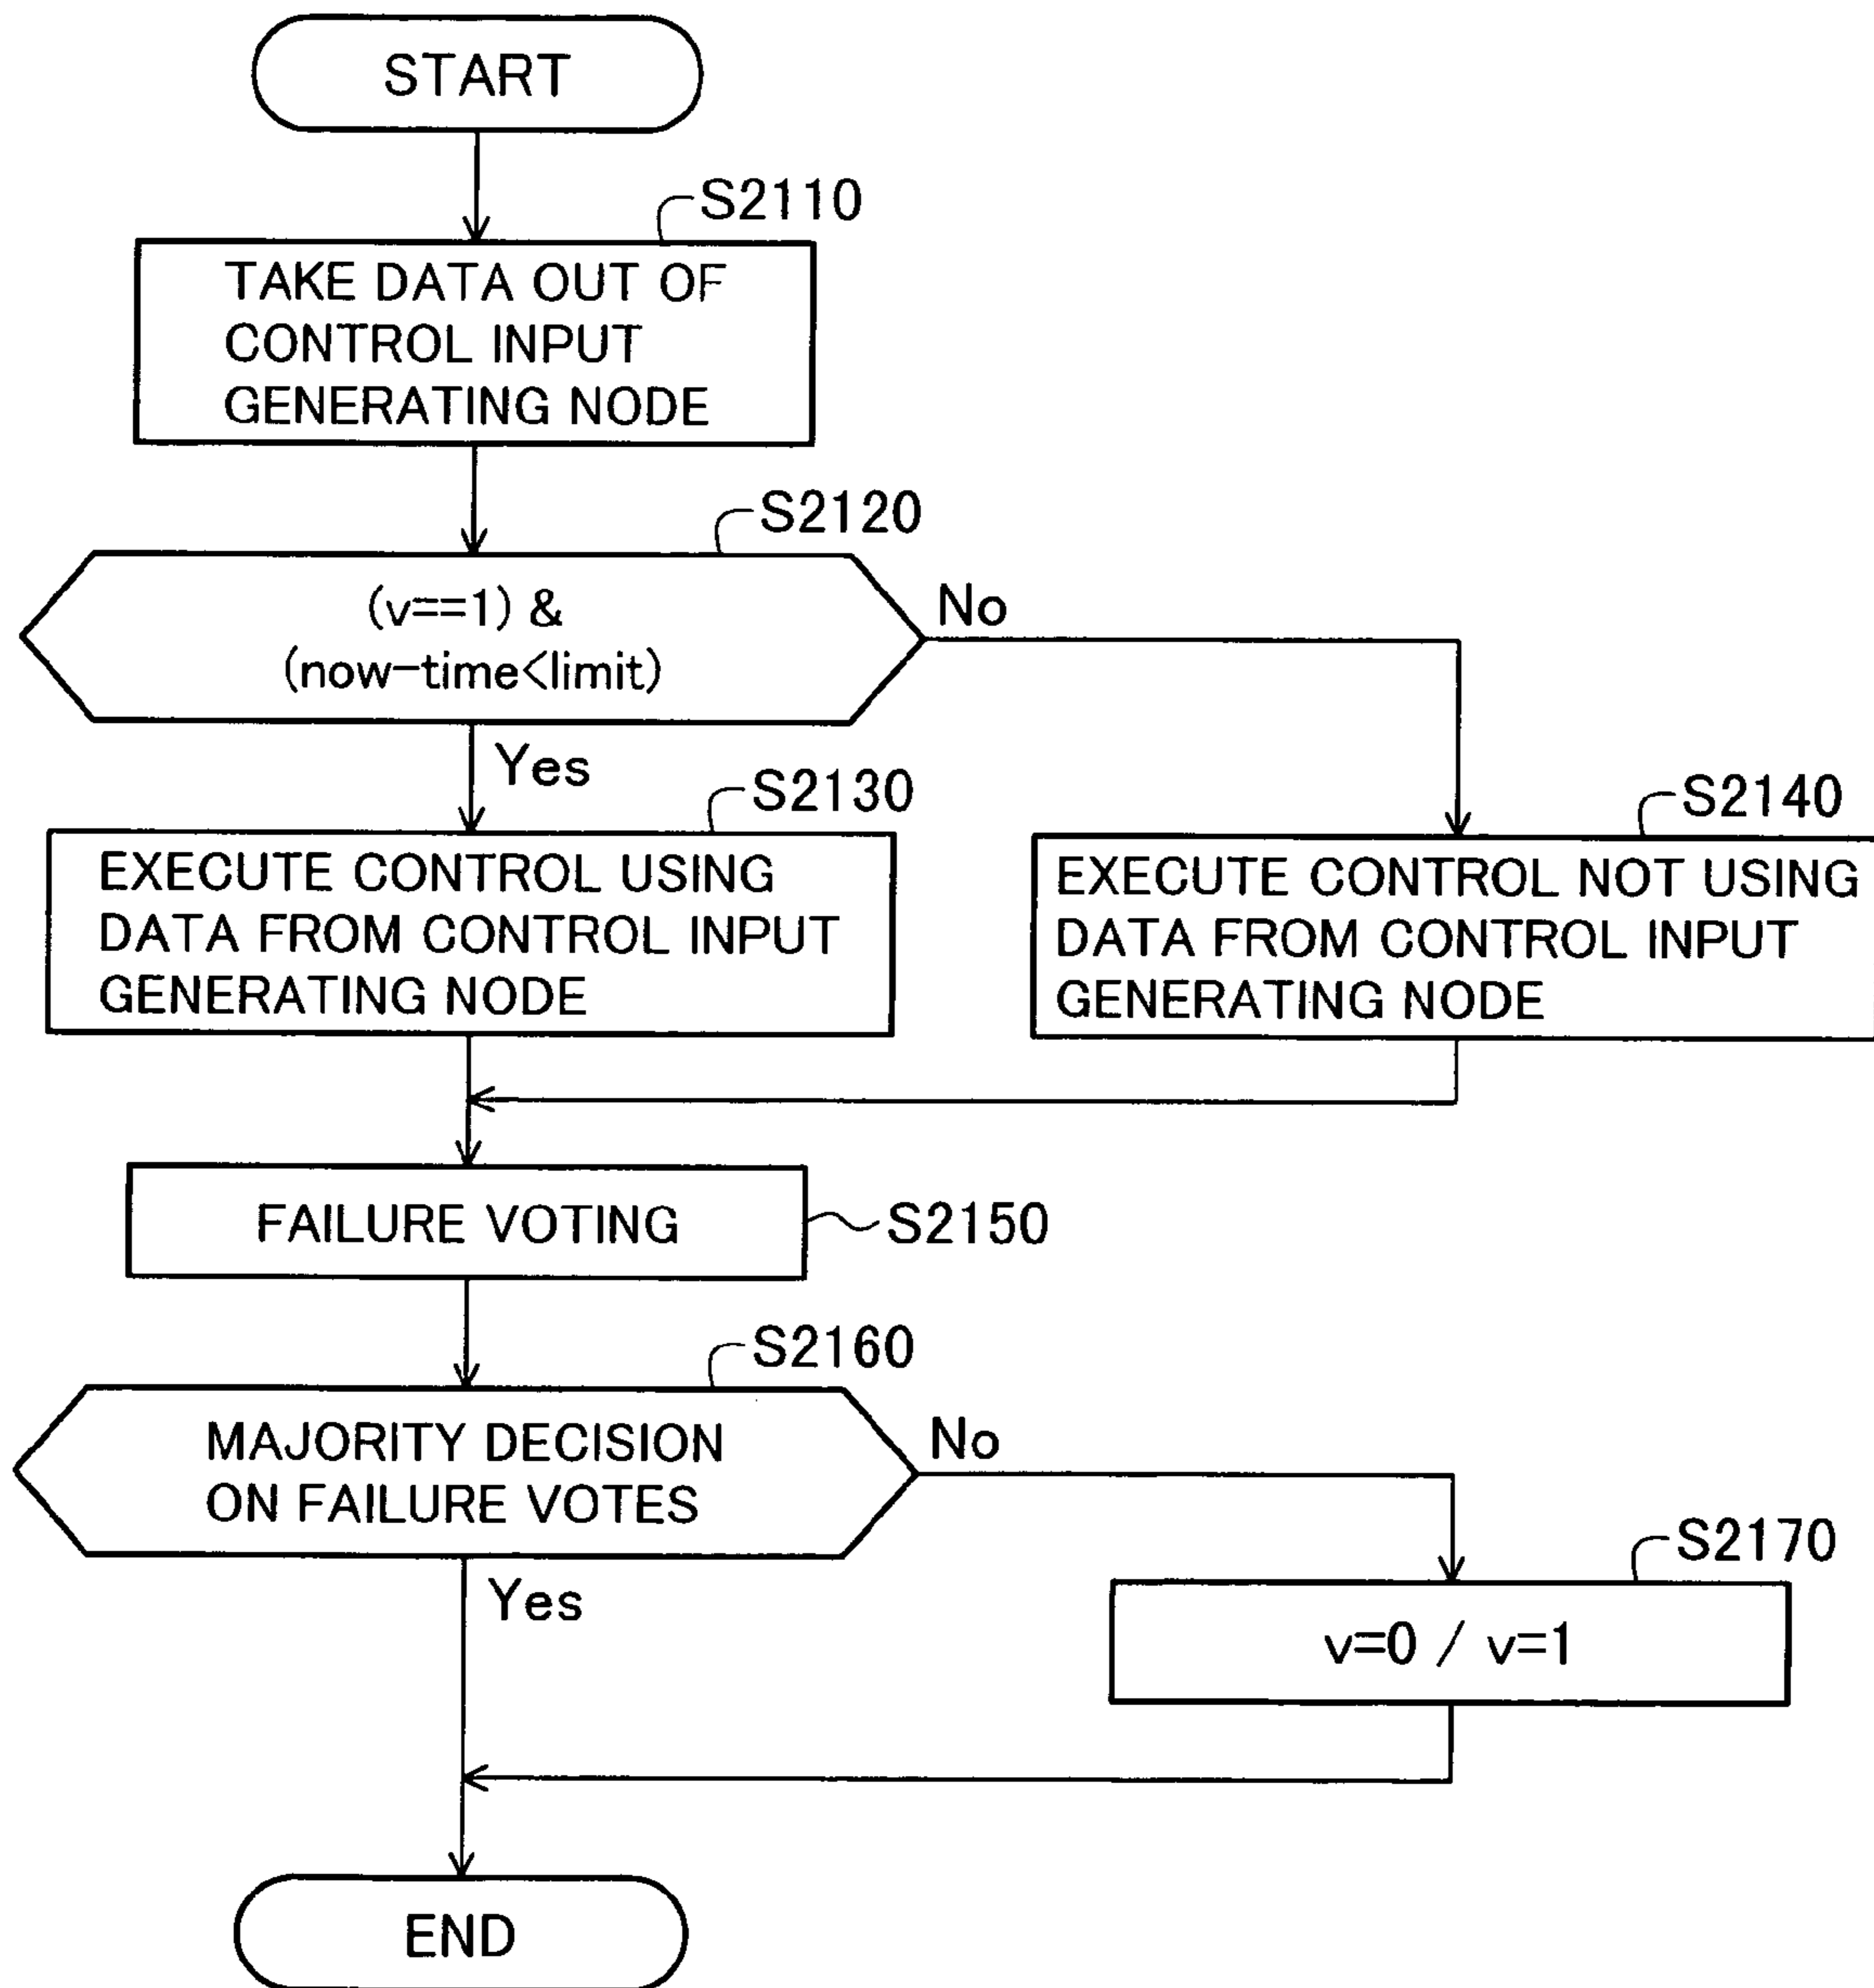 START
S2110
TAKE DATA OUT OF
CONTROL INPUT
GENERATING NODE
S2120
(v==1) &
(now-time<limit)
No
Yes
S2130
EXECUTE CONTROL USING
DATA FROM CONTROL INPUT
GENERATING NODE
S2140
EXECUTE CONTROL NOT USING
DATA FROM CONTROL INPUT
GENERATING NODE
FAILURE VOTING
S2150
S2160
MAJORITY DECISION
ON FAILURE VOTES
No
Yes
S2170
v=0 / v=1
END